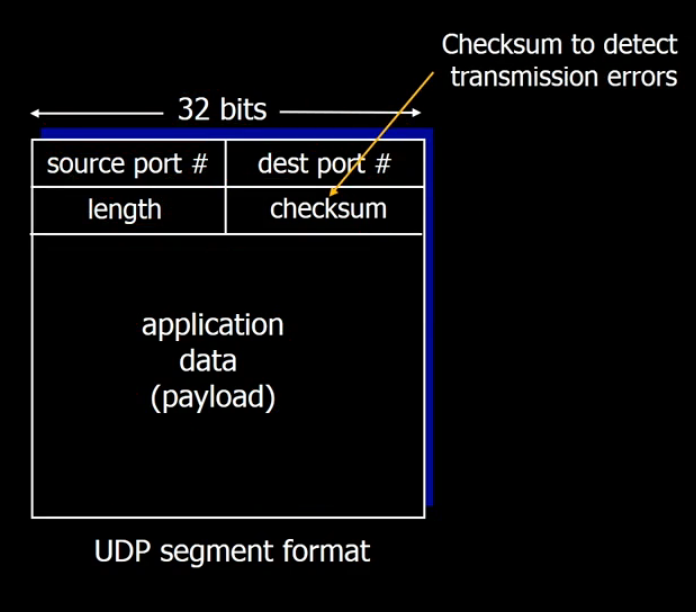 Checksum to detect
transmission errors
32 bits
source port # dest port #
length checksum
application
data
(payload)
UDP segment format